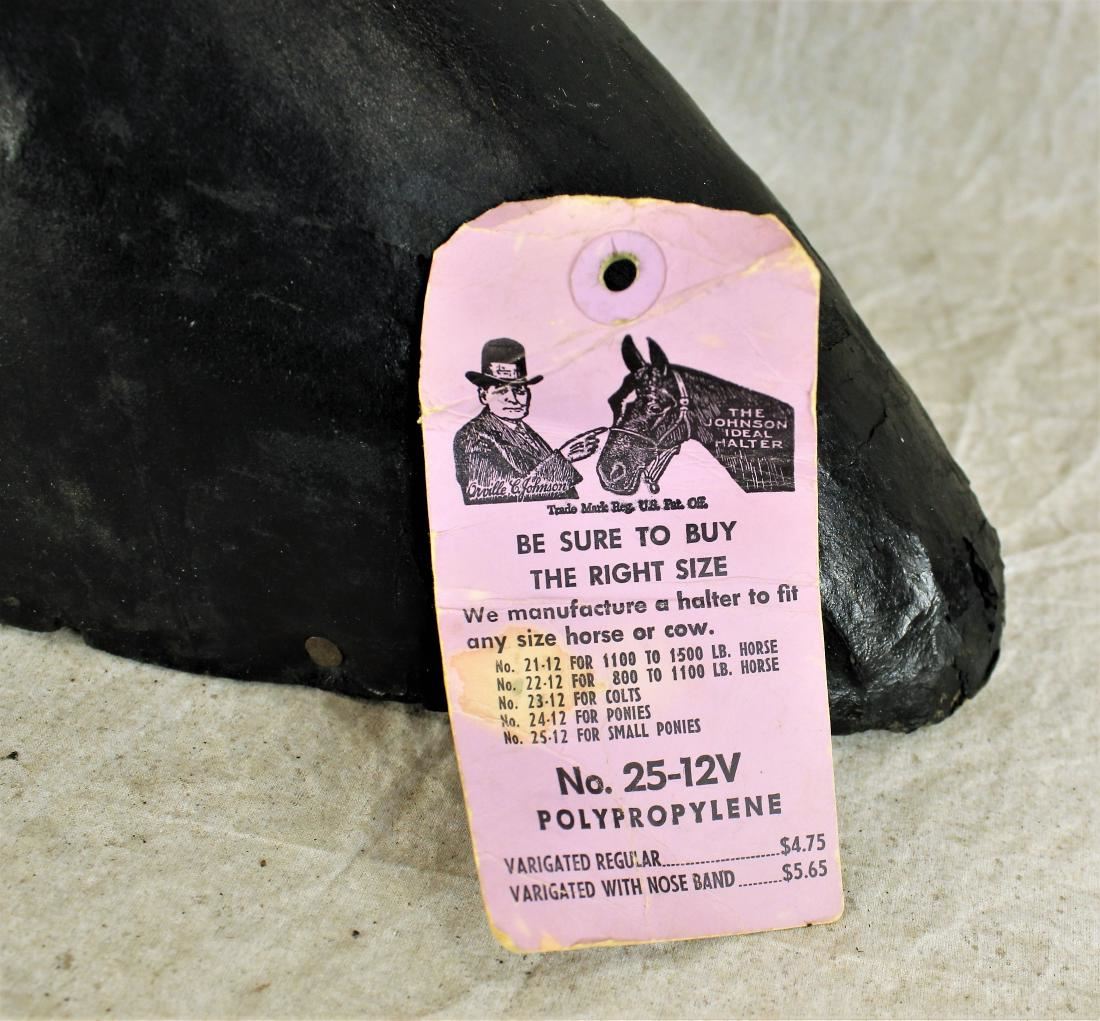 THE
JOHNSON
IDEAL
HALTER
Orville C. Johnson
Trade Mark Reg. U.S. Pat. Off.
BE SURE TO BUY
THE RIGHT SIZE
We manufacture a halter to fit
any size horse or cow.
No. 21-12 FOR 1100 TO 1500 LB. HORSE
No. 22-12 FOR 800 TO 1100 LB. HORSE
No. 23-12 FOR COLTS
No. 24-12 FOR PONIES
No. 25-12 FOR SMALL PONIES
No. 25-12V
POLYPROPYLENE
VARIGATED REGULAR..............................$4.75
VARIGATED WITH NOSE BAND .........$5.65